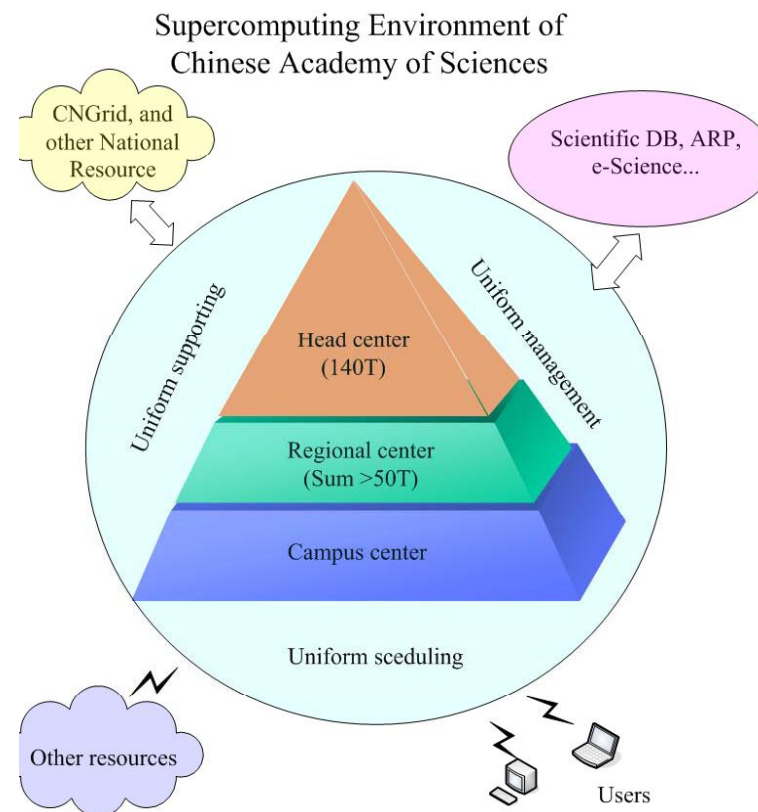 Supercomputing Environment of
Chinese Academy of Sciences
CNGrid, and
other National
Resource
Scientific DB, ARP,
e-Science...
Uniform supporting
Uniform management
Head center
(140T)
Regional center
(Sum >50T)
Campus center
Uniform sceduling
Other resources
Users